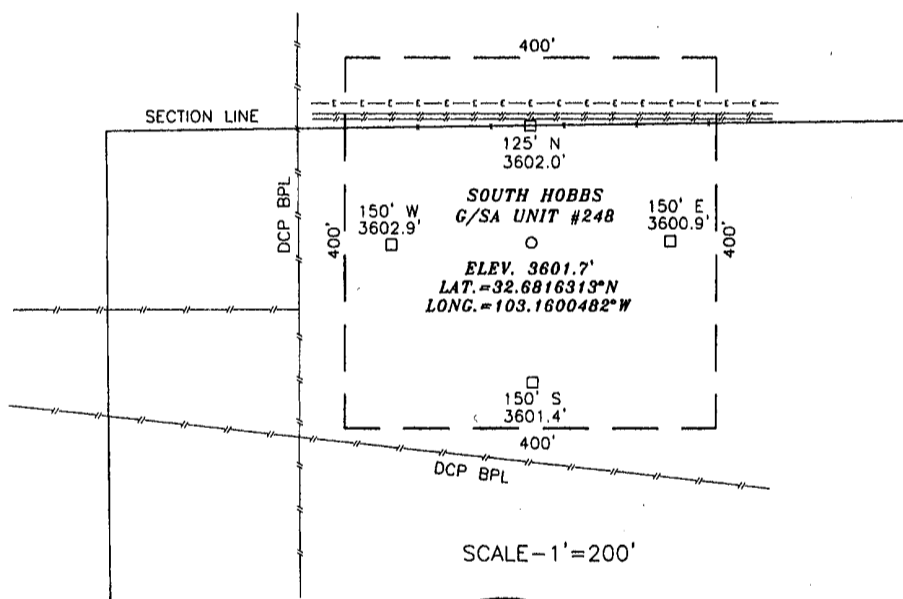 400'
E E E E E E E E E E E E E E E E
SECTION LINE
125' N
3602.0'
DCP BPL
SOUTH HOBBS
G/SA UNIT #248
150' W
3602.9'
150' E
3600.9'
400'
400'
ELEV. 3601.7'
LAT.=32.6816313°N
LONG.=103.1600482°W
150' S
3601.4'
400'
DCP BPL
SCALE-1'=200'